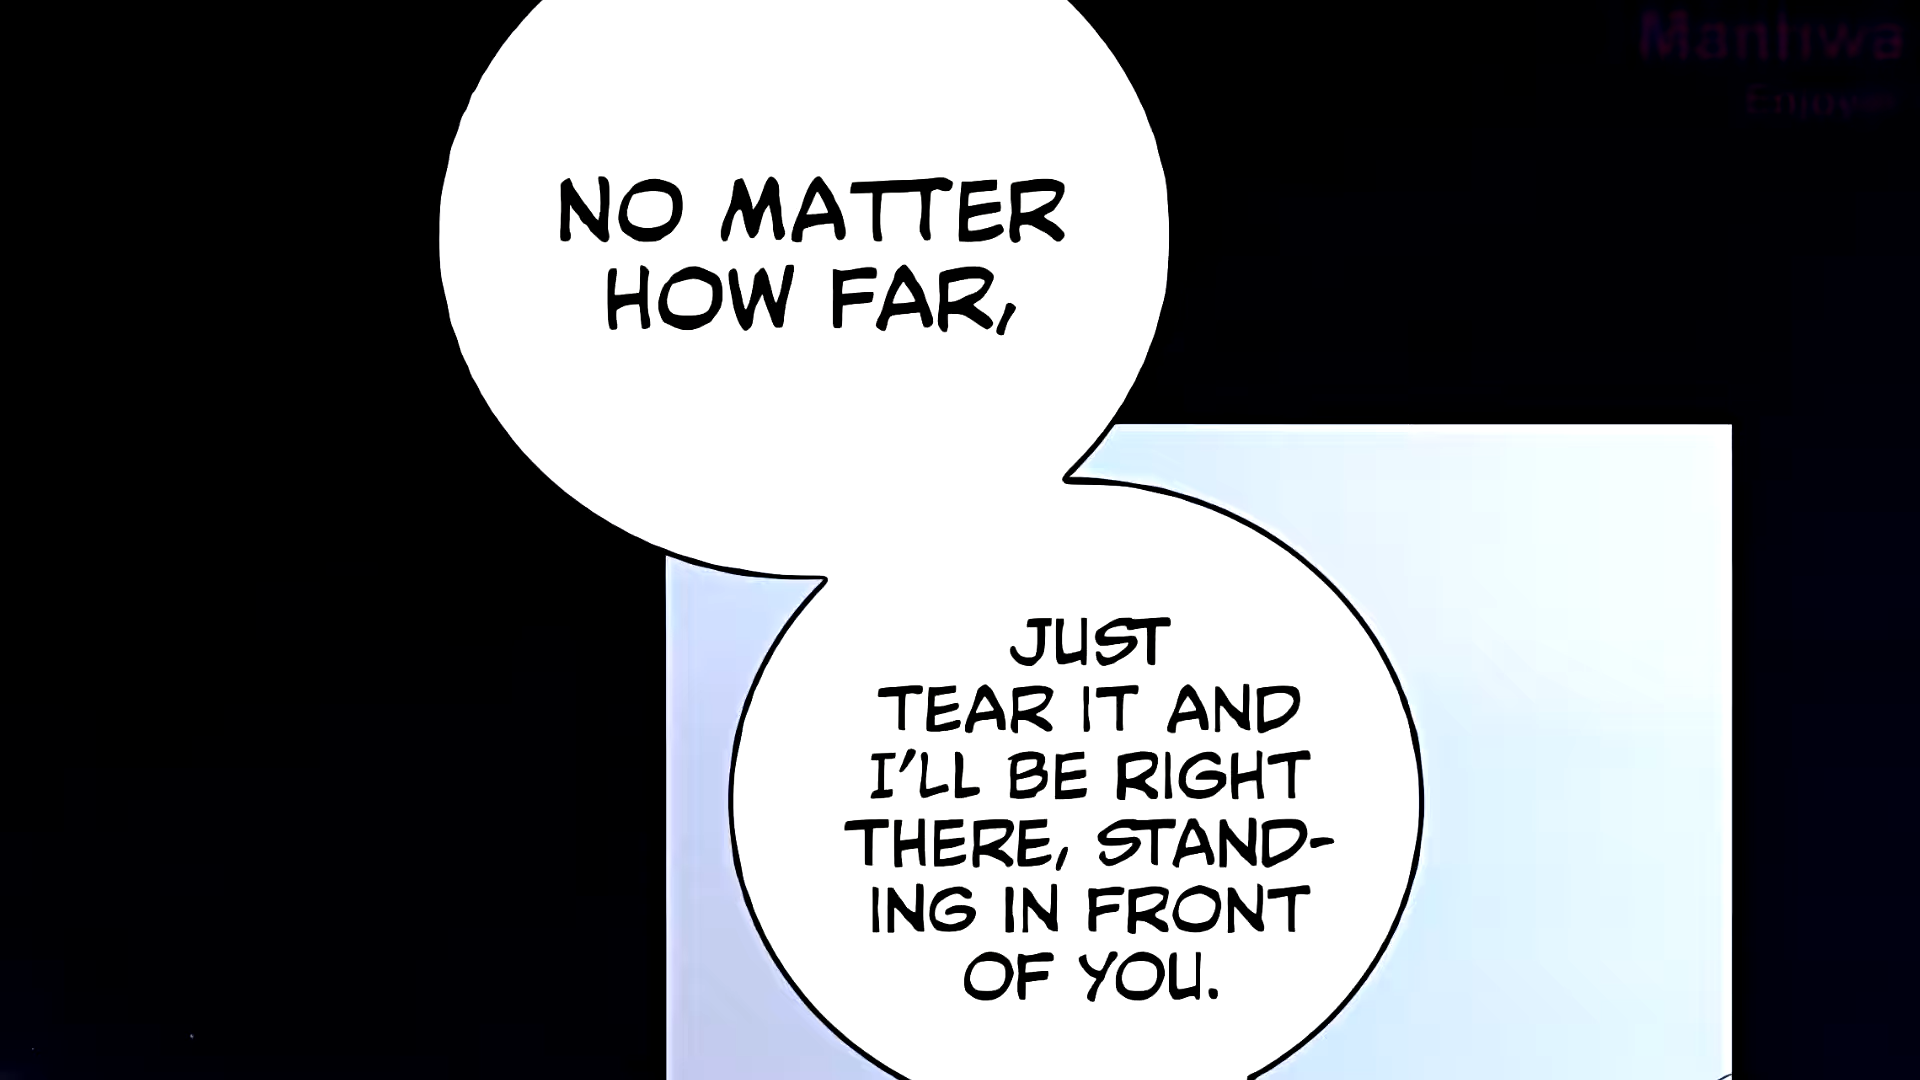 Manhwa
Enjoyer
NO MATTER
HOW FAR,
JUST
TEAR IT AND
I'LL BE RIGHT
THERE, STAND-
ING IN FRONT
OF YOU.